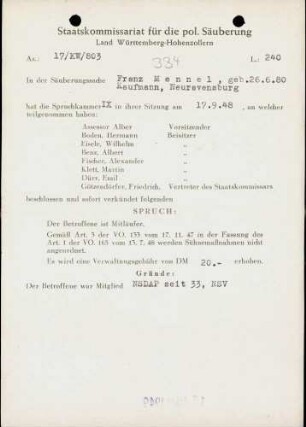 Staatskommissariat für die pol. Säuberung
Land Württemberg-Hohenzollern
Az.: 17/KW/803
L.: 240
334
In der Säuberungssache Franz Mennel, geb.26.6.80
Kaufmann, Neuravensburg
hat die Spruchkammer IX in ihrer Sitzung am 17.9.48, an welcher
teilgenommen haben:
Assessor Alber Vorsitzender
Boden, Hermann Beisitzer
Eisele, Wilhelm
Benz, Albert
Fischer, Alexander
Klett, Martin
Dürr, Emil
Götzendörfer, Friedrich, Vertreter des Staatskommissars
beschlossen und sofort verkündet folgenden
SPRUCH:
Der Betroffene ist Mitläufer.
Gemäß Art. 3 der VO. 133 vom 17. 11. 47 in der Fassung des
Art. 1 der VO. 165 vom 13. 7. 48 werden Sühnemaßnahmen nicht
angeordnet.
Es wird eine Verwaltungsgebühr von DM 20.- erhoben.
Gründe:
Der Betroffene war Mitglied NSDAP seit 33, NSV